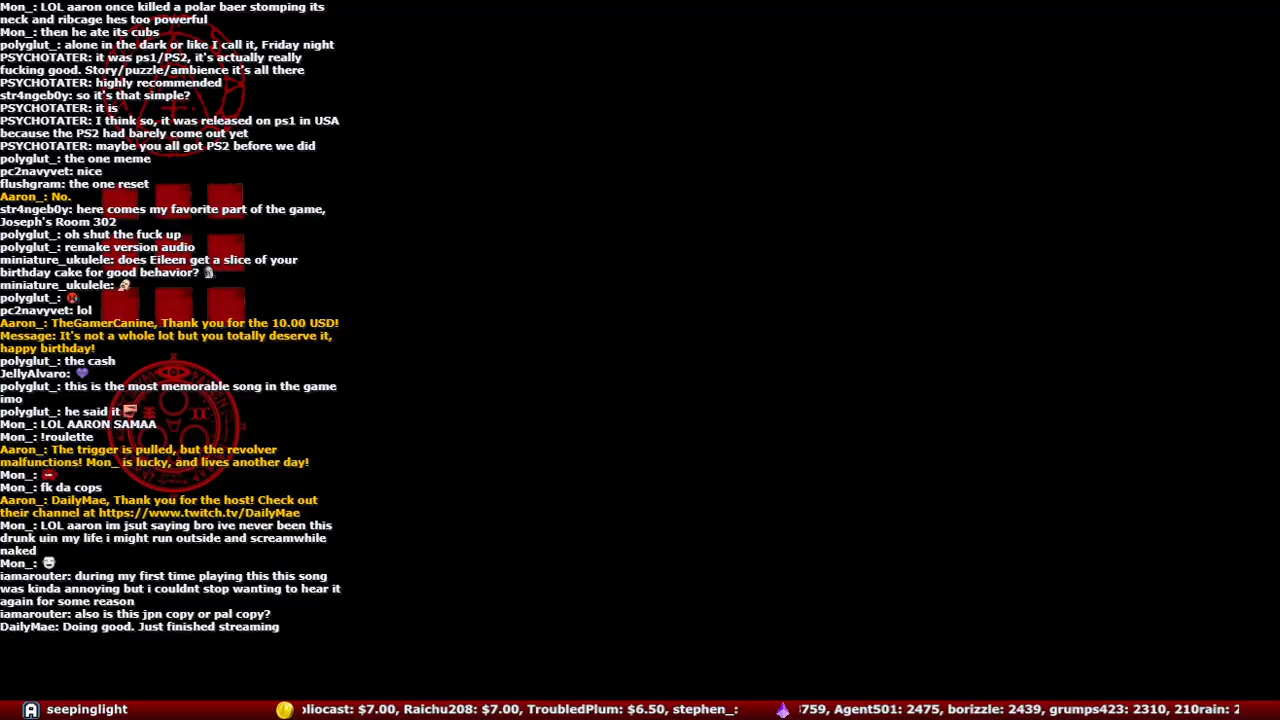 Mon_: LOL aaron once killed a polar baer stomping its
neck and ribcage hes too powerful
Mon_: then he ate its cubs
polyglut_: alone in the dark or like I call it, Friday night
PSYCHOTATER: it was ps1/PS2, it's actually really
fucking good. Story/puzzle/ambience it's all there
PSYCHOTATER: highly recommended
str4ngeb0y: so it's that simple?
PSYCHOTATER: it is
PSYCHOTATER: I think so, it was released on ps1 in USA
because the PS2 had barely come out yet
PSYCHOTATER: maybe you all got PS2 before we did
polyglut_: the one meme
pc2navyvet: nice
flushgram: the one reset
Aaron_: No.
str4ngeb0y: here comes my favorite part of the game,
Joseph's Room 302
polyglut_: oh shut the fuck up
polyglut_: remake version audio
miniature_ukulele: does Eileen get a slice of your
birthday cake for good behavior?
miniature_ukulele:
polyglut_:
pc2navyvet: lol
Aaron_: TheGamerCanine, Thank you for the 10.00 USD!
Message: It's not a whole lot but you totally deserve it,
happy birthday!
polyglut_: the cash
JellyAlvaro: 💜
polyglut_: this is the most memorable song in the game
imo
polyglut_: he said it
Mon_: LOL AARON SAMAA
Mon_: !roulette
Aaron_: The trigger is pulled, but the revolver
malfunctions! Mon_ is lucky, and lives another day!
Mon_:
Mon_: fk da cops
Aaron_: DailyMae, Thank you for the host! Check out
their channel at https://www.twitch.tv/DailyMae
Mon_: LOL aaron im jsut saying bro ive never been this
drunk uin my life i might run outside and screamwhile
naked
Mon_:
iamarouter: during my first time playing this this song
was kinda annoying but i couldnt stop wanting to hear it
again for some reason
iamarouter: also is this jpn copy or pal copy?
DailyMae: Doing good. Just finished streaming
A seepinglight
oliocast: $7.00, Raichu208: $7.00, TroubledPlum: $6.50, stephen_:
759, Agent501: 2475, borizzle: 2439, grumps423: 2310, 210rain: